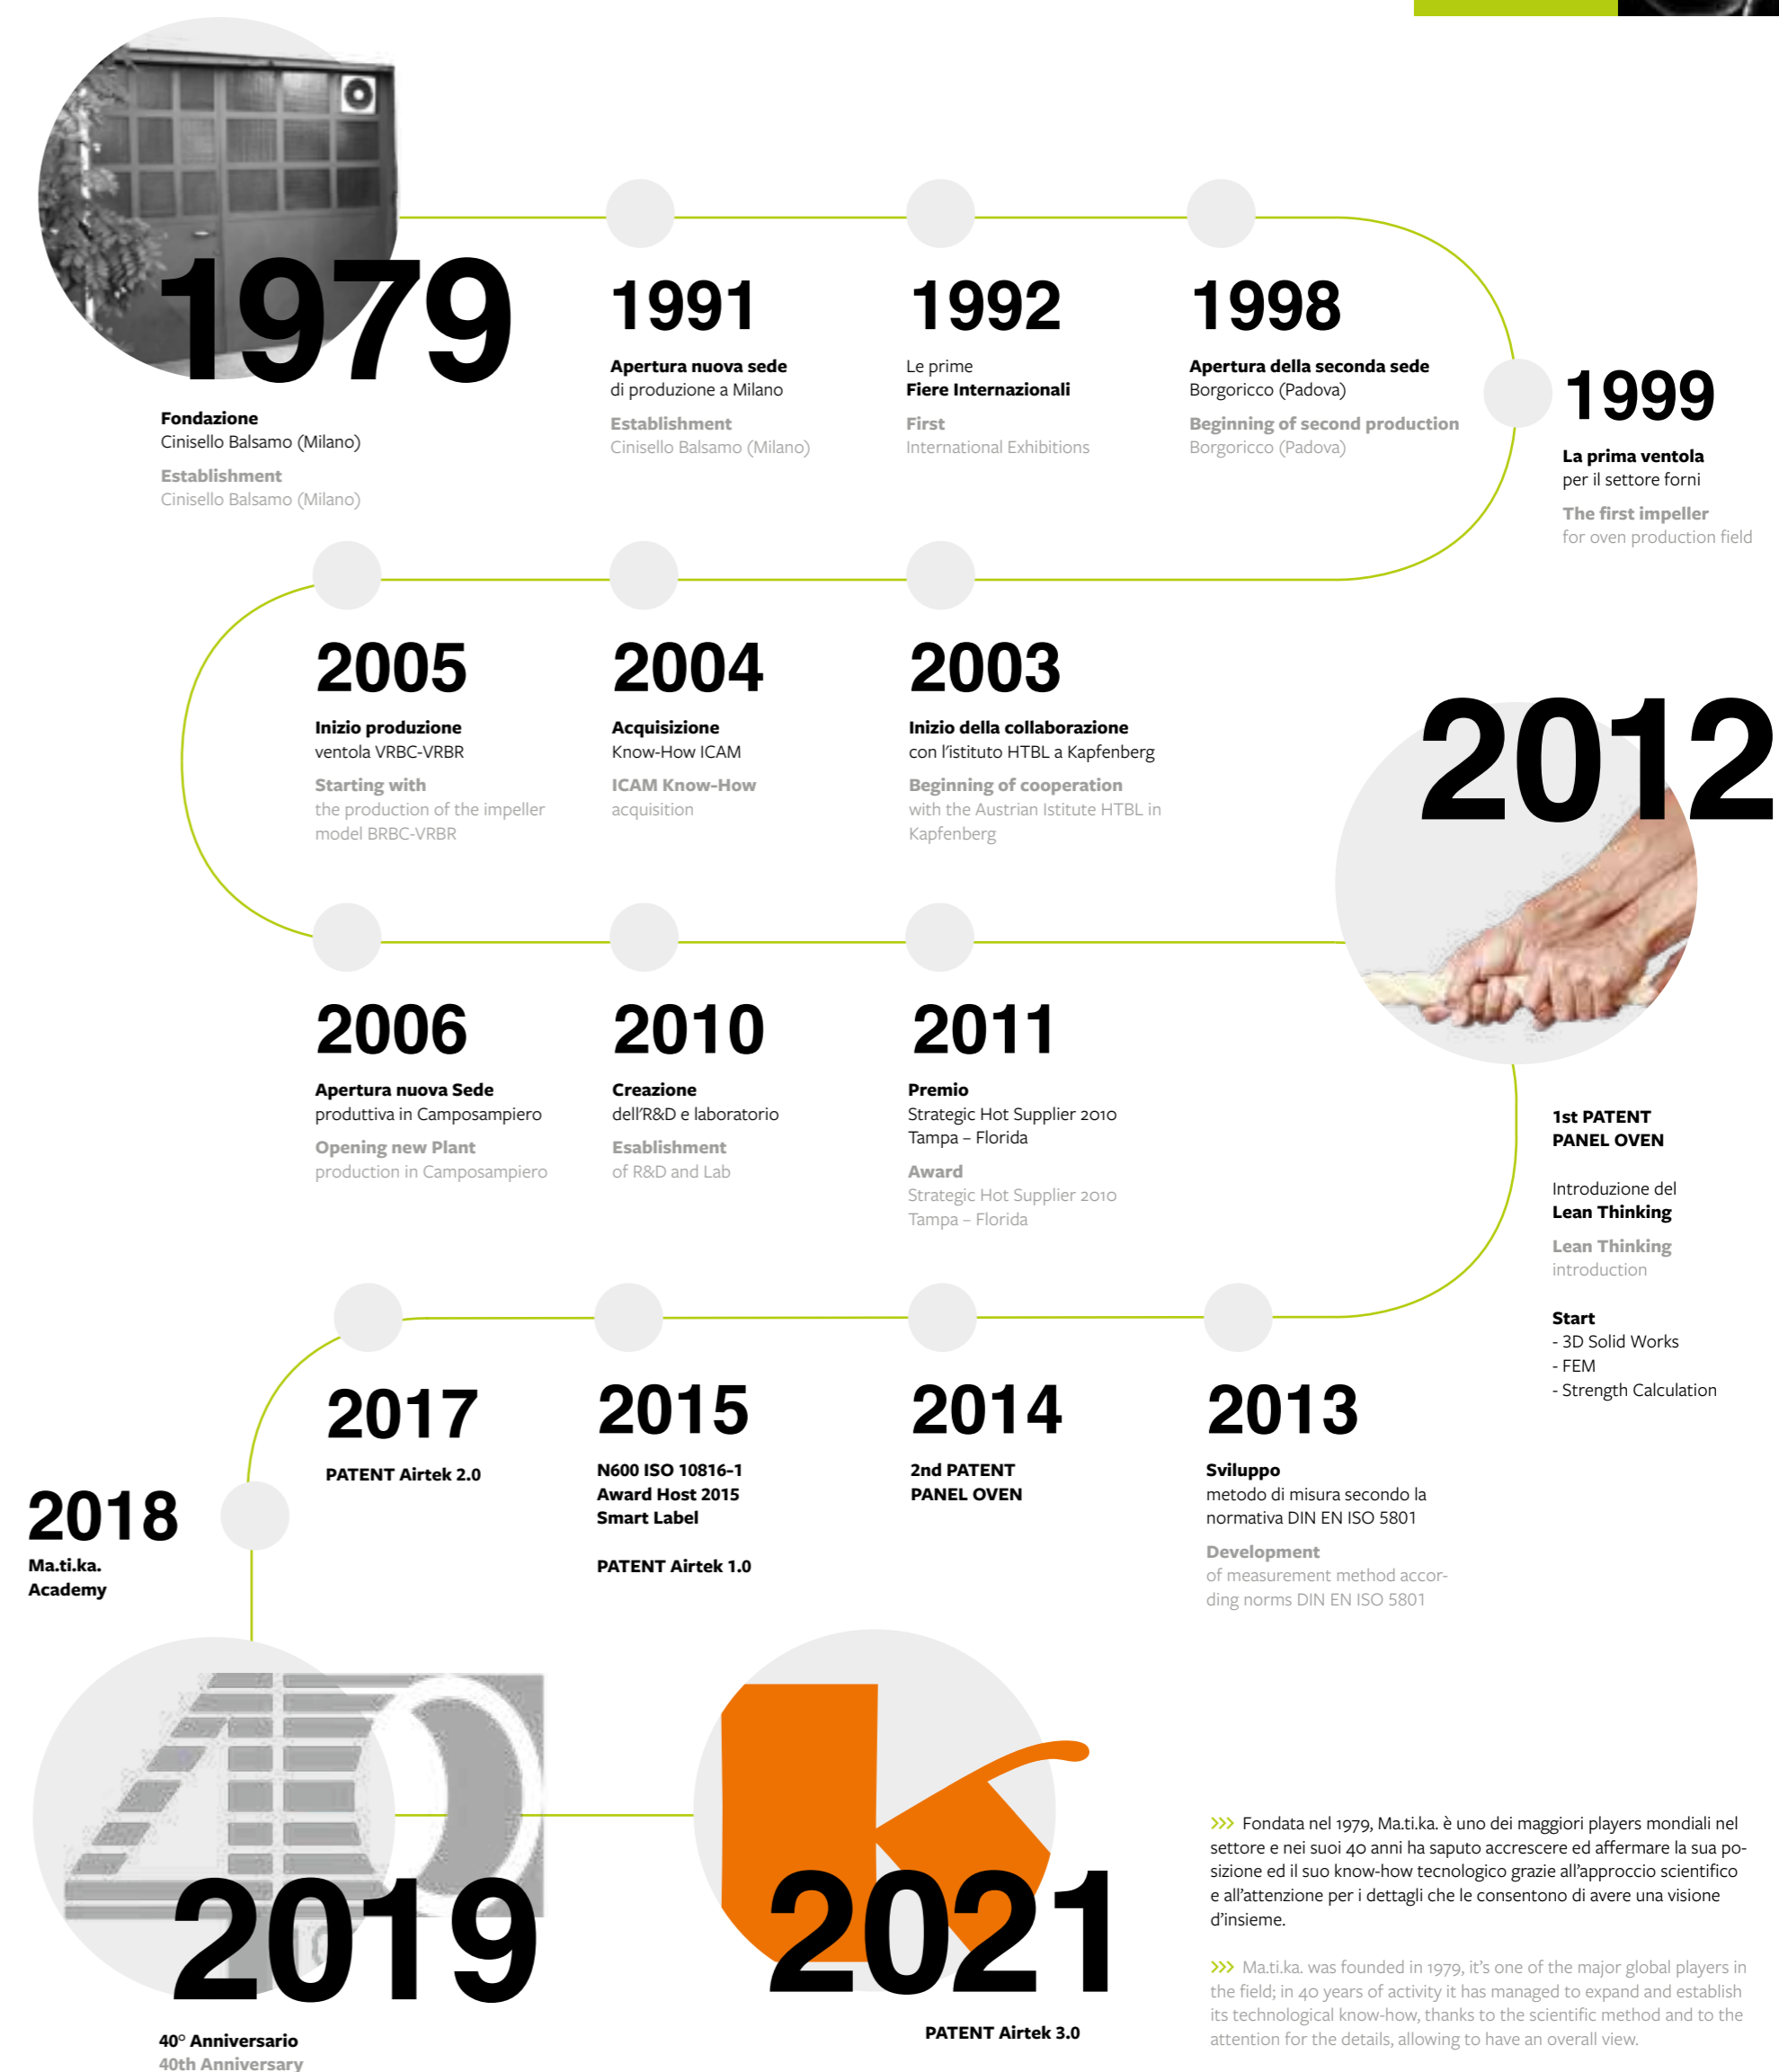 1979
Fondazione
Cinisello Balsamo (Milano)
Establishment
Cinisello Balsamo (Milano)
1991
Apertura nuova sede
di produzione a Milano
Establishment
Cinisello Balsamo (Milano)
1992
Le prime
Fiere Internazionali
First
International Exhibitions
1998
Apertura della seconda sede
Borgoricco (Padova)
Beginning of second production
Borgoricco (Padova)
1999
La prima ventola
per il settore forni
The first impeller
for oven production field
2005
Inizio produzione
ventola VRBC-VRBR
Starting with
the production of the impeller
model BRBC-VRBR
2004
Acquisizione
Know-How ICAM
ICAM Know-How
acquisition
2003
Inizio della collaborazione
con l'istituto HTBL a Kapfenberg
Beginning of cooperation
with the Austrian Istitute HTBL in
Kapfenberg
2006
Apertura nuova Sede
produttiva in Camposampiero
Opening new Plant
production in Camposampiero
2010
Creazione
dell'R&D e laboratorio
Esablishment
of R&D and Lab
2011
Premio
Strategic Hot Supplier 2010
Tampa – Florida
Award
Strategic Hot Supplier 2010
Tampa – Florida
2012
1st PATENT
PANEL OVEN
Introduzione del
Lean Thinking
Lean Thinking
introduction
Start
- 3D Solid Works
- FEM
- Strength Calculation
2017
PATENT Airtek 2.0
2015
N600 ISO 10816-1
Award Host 2015
Smart Label
PATENT Airtek 1.0
2014
2nd PATENT
PANEL OVEN
2013
Sviluppo
metodo di misura secondo la
normativa DIN EN ISO 5801
Development
of measurement method accor-
ding norms DIN EN ISO 5801
2018
Ma.ti.ka.
Academy
40
2019
40° Anniversario
40th Anniversary
k
2021
PATENT Airtek 3.0
>>> Fondata nel 1979, Ma.ti.ka. è uno dei maggiori players mondiali nel
settore e nei suoi 40 anni ha saputo accrescere ed affermare la sua po-
sizione ed il suo know-how tecnologico grazie all'approccio scientifico
e all'attenzione per i dettagli che le consentono di avere una visione
d'insieme.
>>> Ma.ti.ka. was founded in 1979, it's one of the major global players in
the field; in 40 years of activity it has managed to expand and establish
its technological know-how, thanks to the scientific method and to the
attention for the details, allowing to have an overall view.